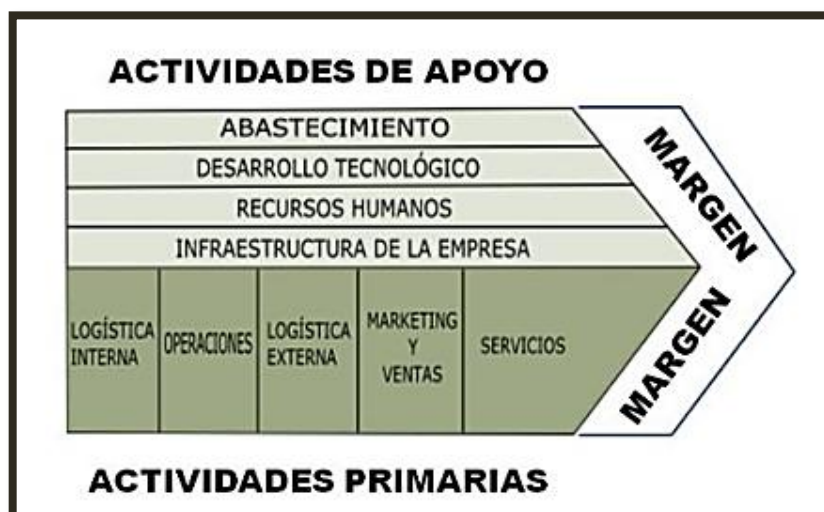 ACTIVIDADES DE APOYO
ABASTECIMIENTO
DESARROLLO TECNOLÓGICO
RECURSOS HUMANOS
INFRAESTRUCTURA DE LA EMPRESA
MARGEN
MARGEN
LOGÍSTICA
INTERNA
OPERACIONES
LOGÍSTICA
EXTERNA
MARKETING
Y
VENTAS
SERVICIOS
ACTIVIDADES PRIMARIAS